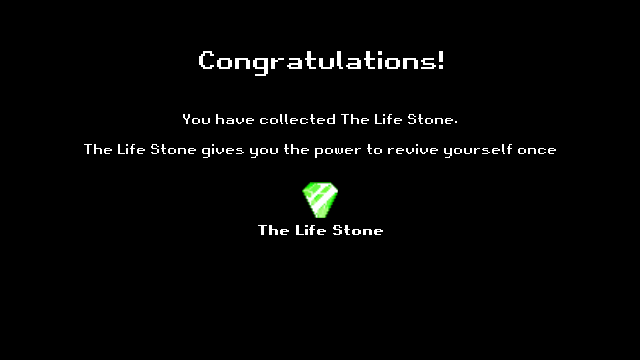 Congratulations!
You have collected The Life Stone.
The Life Stone gives you the power to revive yourself once
The Life Stone